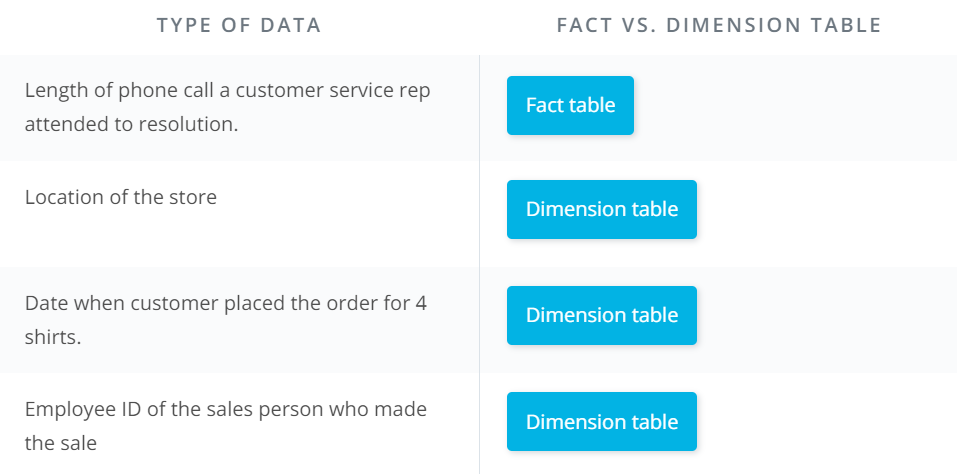 TYPE OF DATA
FACT VS. DIMENSION TABLE
Length of phone call a customer service rep
attended to resolution.
Fact table
Location of the store
Dimension table
Date when customer placed the order for 4
shirts.
Dimension table
Employee ID of the sales person who made
the sale
Dimension table